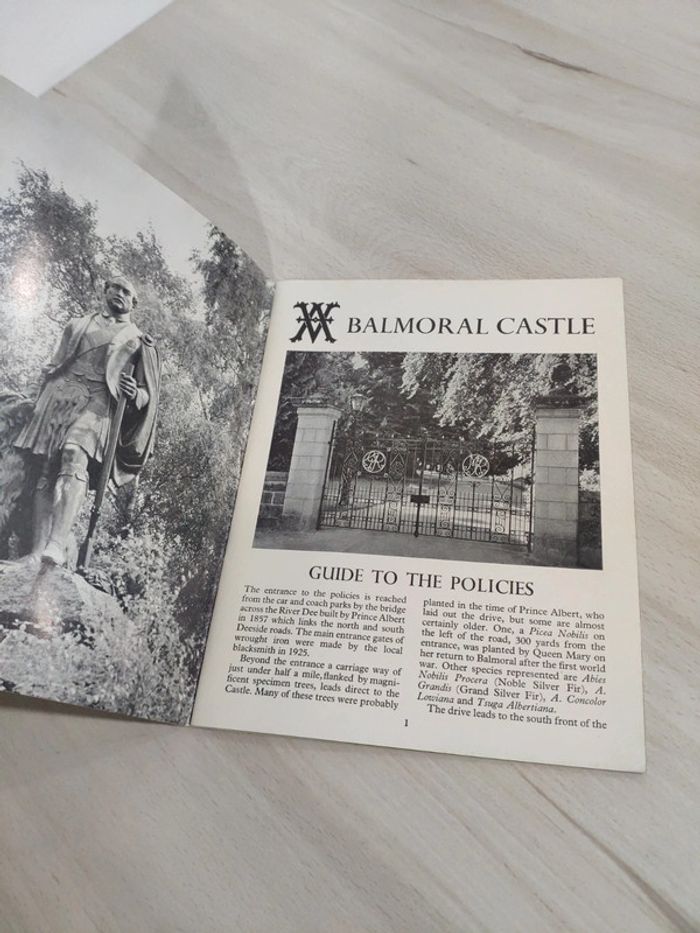 BALMORAL CASTLE
GUIDE TO THE POLICIES
The entrance to the policies is reached
from the car and coach parks by the bridge
across the River Dee built by Prince Albert
in 1857 which links the north and south
Deeside roads. The main entrance gates of
wrought iron were made by the local
blacksmith in 1925.
Beyond the entrance a carriage way of
just under half a mile, flanked by magni-
ficent specimen trees, leads direct to the
Castle. Many of these trees were probably
planted in the time of Prince Albert, who
laid out the drive, but some are almost
certainly older. One, a Picea Nobilis on
the left of the road, 300 yards from the
entrance, was planted by Queen Mary on
her return to Balmoral after the first world
war. Other species represented are Abies
Nobilis Procera (Noble Silver Fir), A.
Grandis (Grand Silver Fir), A. Concolor
Lowiana and Tsuga Albertiana.
The drive leads to the south front of the
1